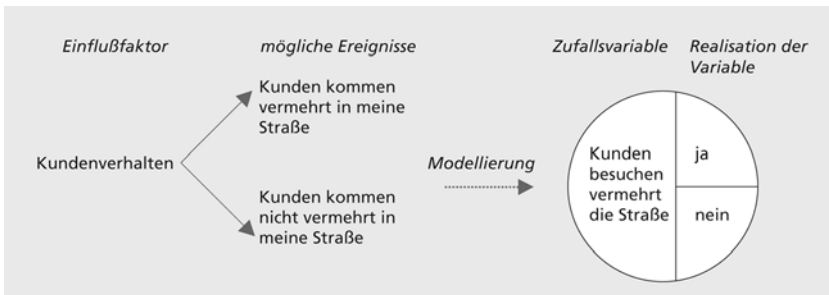 Einflußfaktor
mögliche Ereignisse
Zufallsvariable
Realisation der
Variable
Kundenverhalten
Kunden kommen
vermehrt in meine
Straße
Kunden kommen
nicht vermehrt in
meine Straße
Modellierung
Kunden
besuchen
vermehrt
die Straße
ja
nein